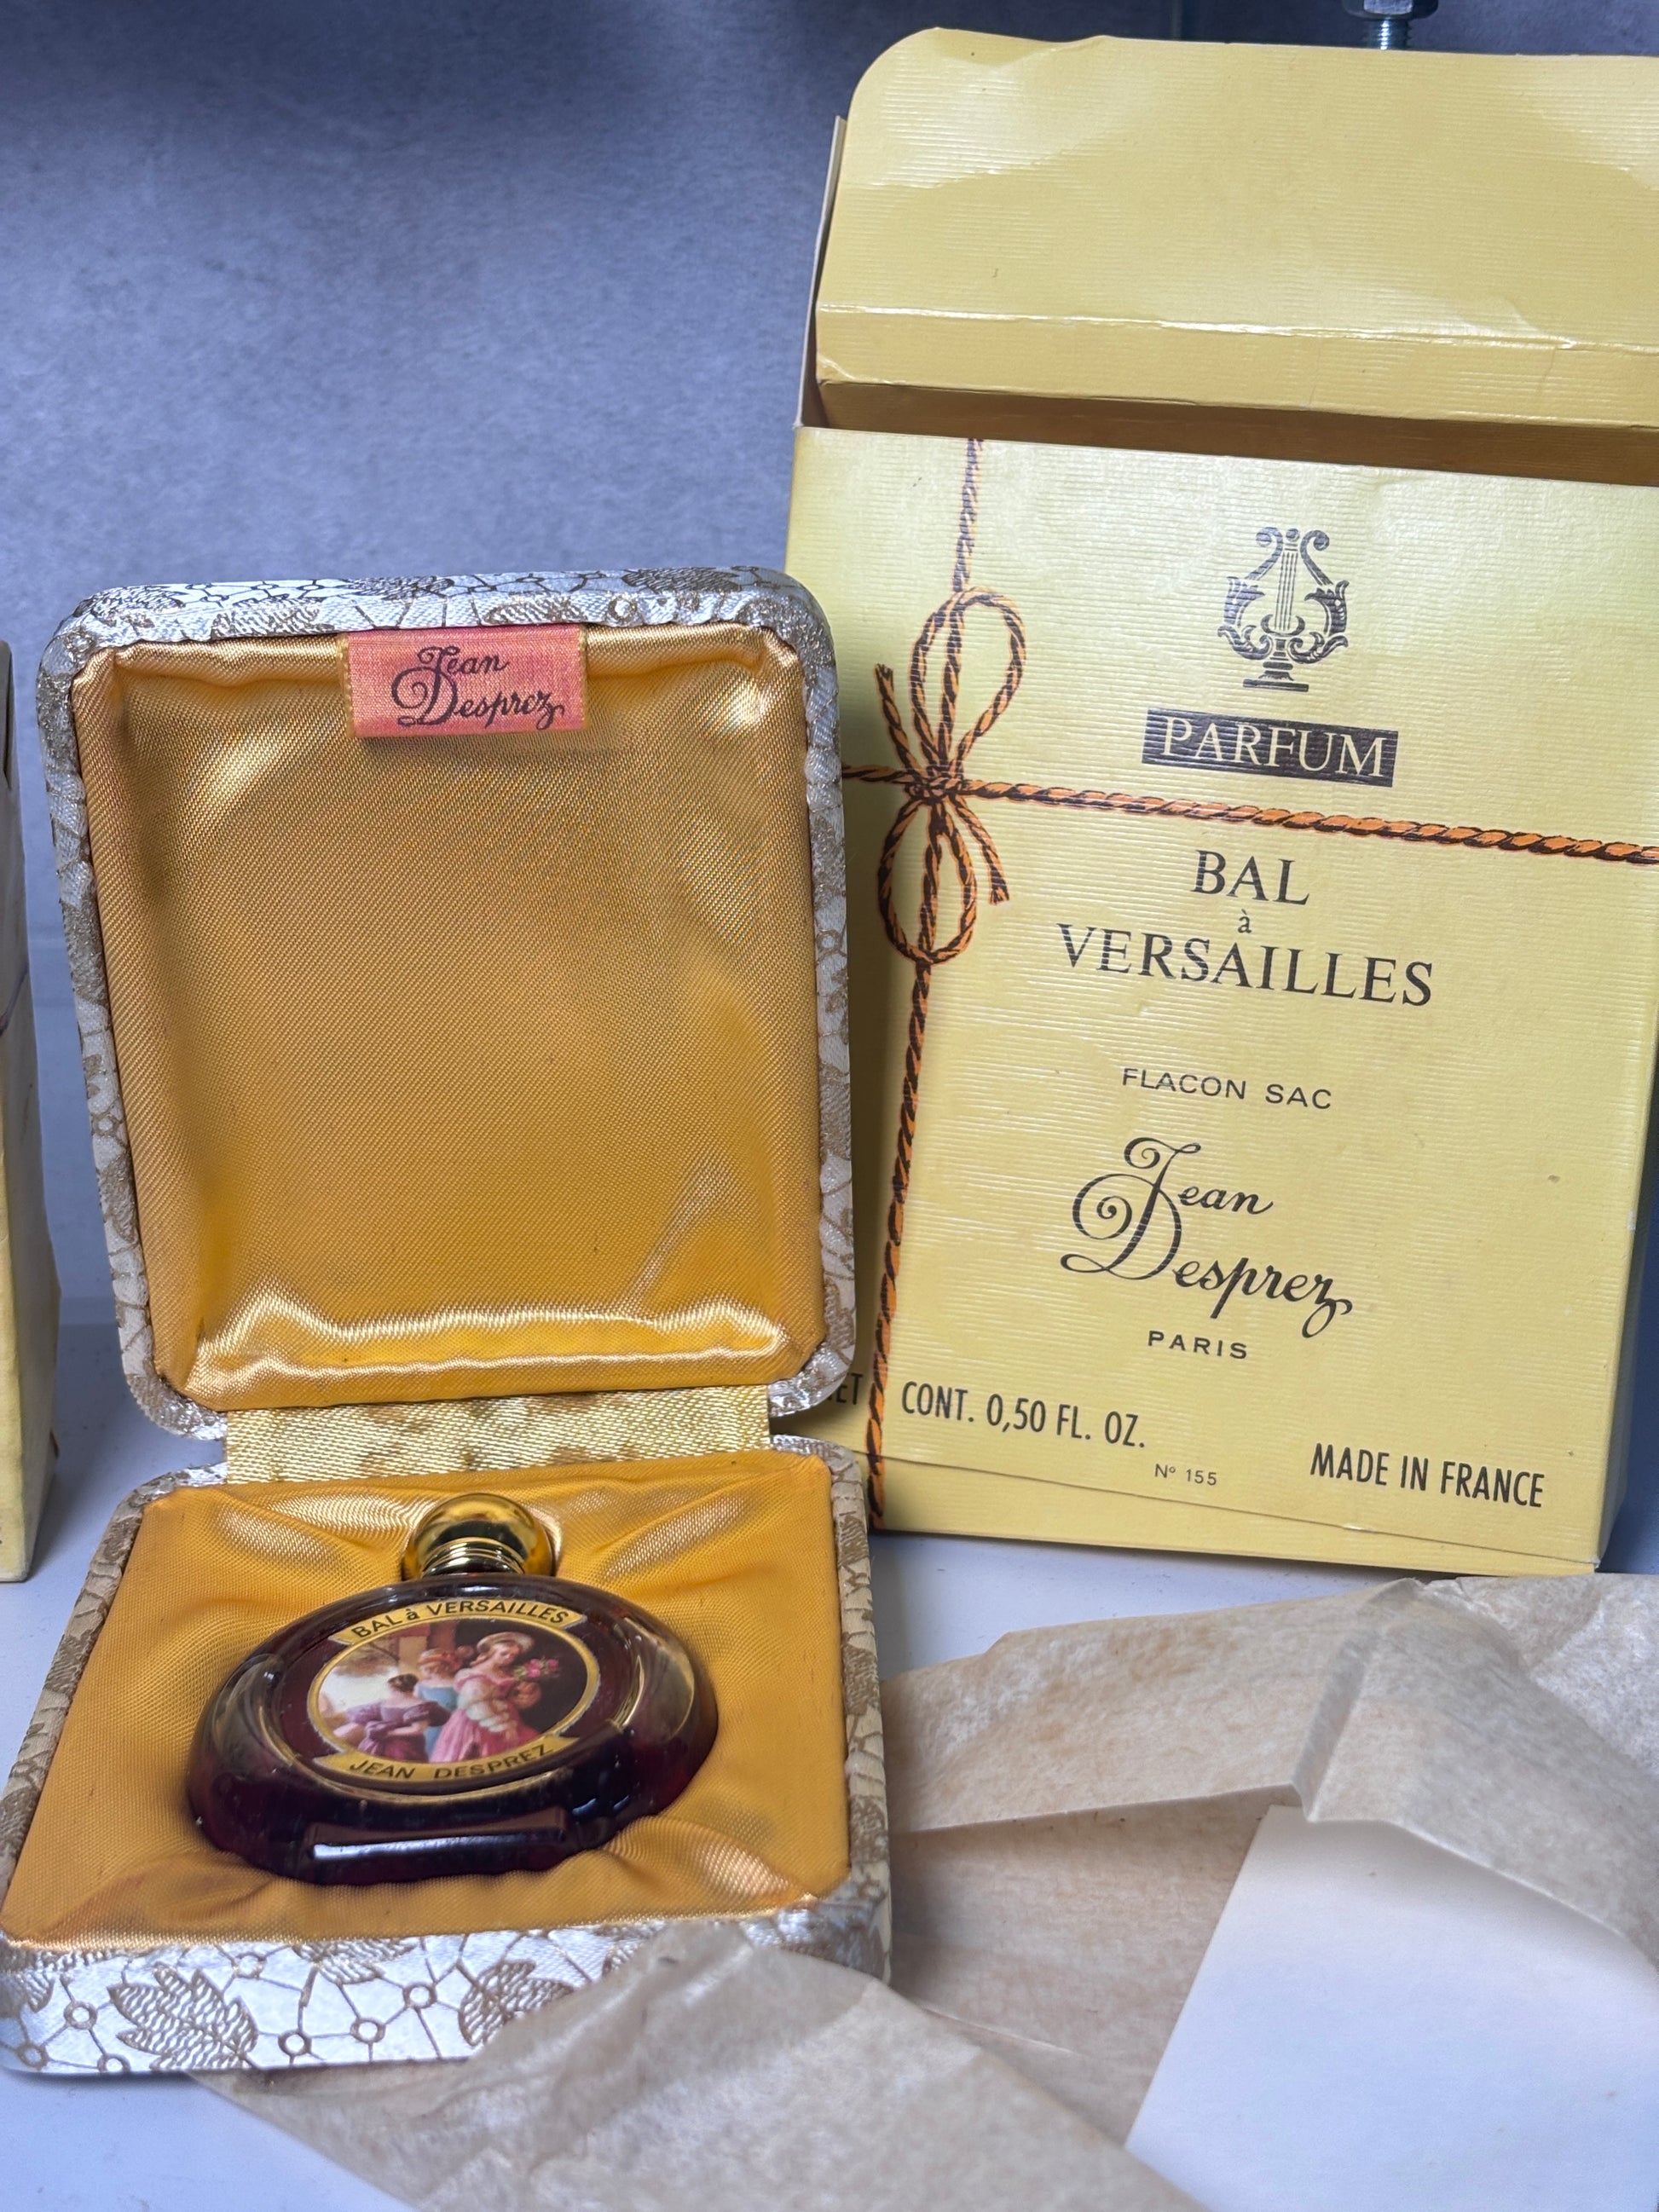 Jean
Desprez
BAL à VERSAILLES
JEAN DESPREZ
PARFUM
BAL
à
VERSAILLES
FLACON SAC
Jean
Desprez
PARIS
CONT. 0,50 FL. OZ.
Nº 155
MADE IN FRANCE